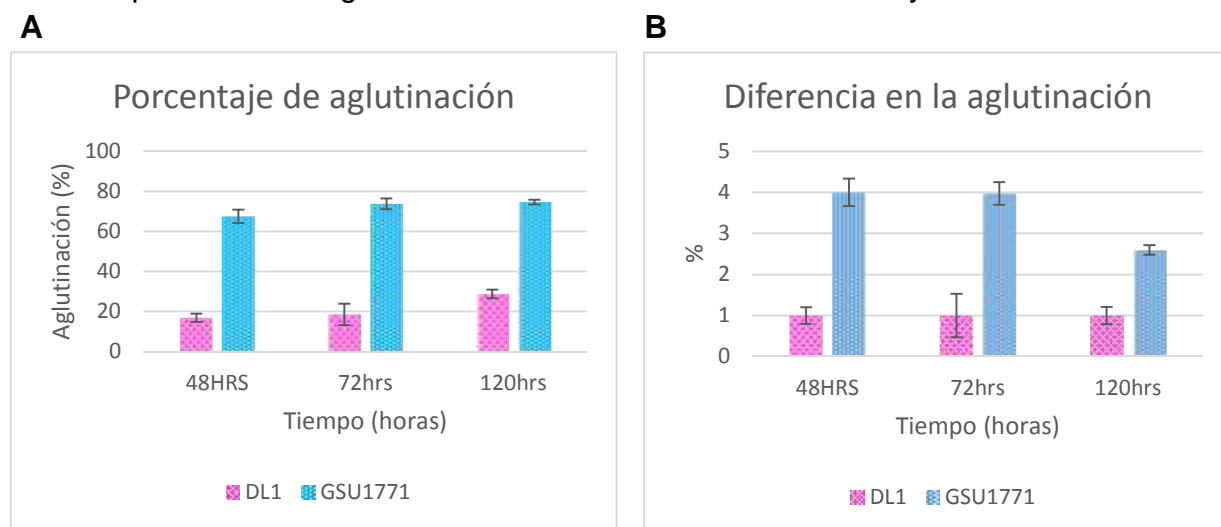 A
B
Porcentaje de aglutinación
Aglutinación (%)
100
80
60
40
20
0
48HRS 72hrs 120hrs
Tiempo (horas)
DL1 GSU1771
Diferencia en la aglutinación
%
5
4
3
2
1
0
48HRS 72hrs 120hrs
Tiempo (horas)
DL1 GSU1771